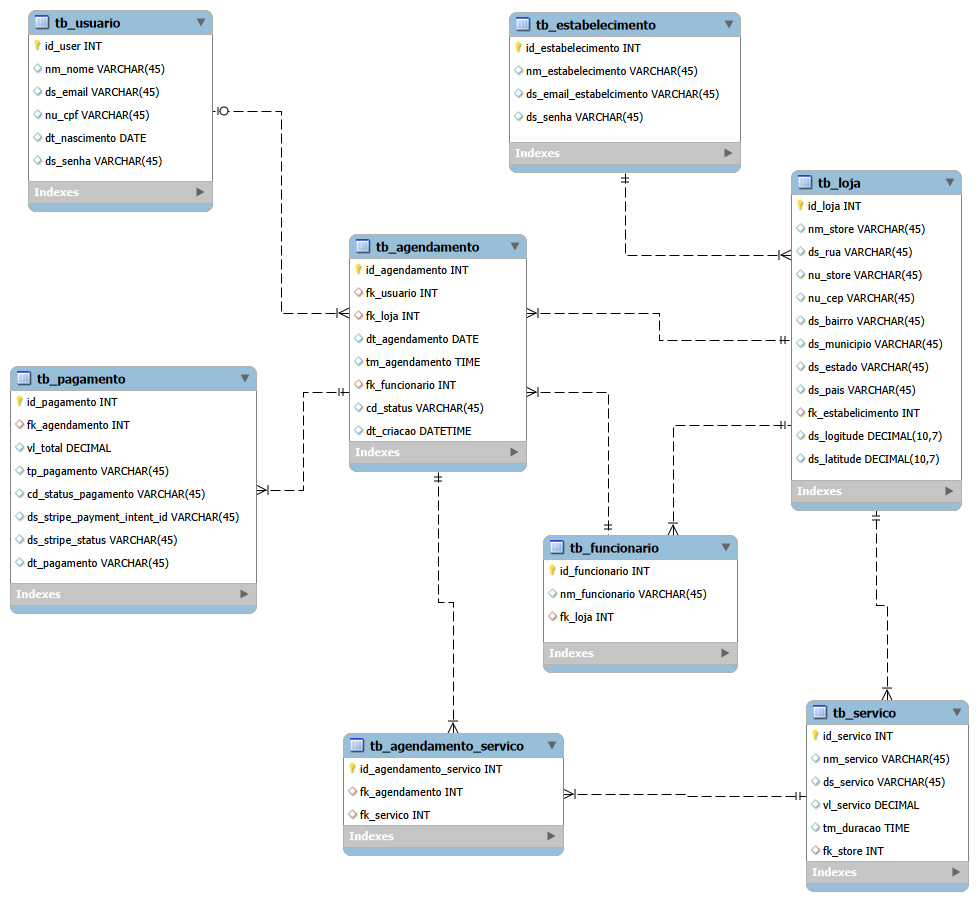 tb_usuario
id_user INT
nm_nome VARCHAR(45)
ds_email VARCHAR(45)
nu_cpf VARCHAR(45)
dt_nascimento DATE
ds_senha VARCHAR(45)
Indexes
tb_estabelecimento
id_estabelecimento INT
nm_estabelecimento VARCHAR(45)
ds_email_estabelcimento VARCHAR(45)
ds_senha VARCHAR(45)
Indexes
tb_loja
id_loja INT
nm_store VARCHAR(45)
ds_rua VARCHAR(45)
nu_store VARCHAR(45)
nu_cep VARCHAR(45)
ds_bairro VARCHAR(45)
ds_municipio VARCHAR(45)
ds_estado VARCHAR(45)
ds_pais VARCHAR(45)
fk_estabelicimento INT
ds_logitude DECIMAL(10,7)
ds_latitude DECIMAL(10,7)
Indexes
tb_agendamento
id_agendamento INT
fk_usuario INT
fk_loja INT
dt_agendamento DATE
tm_agendamento TIME
fk_funcionario INT
cd_status VARCHAR(45)
dt_criacao DATETIME
Indexes
tb_pagamento
id_pagamento INT
fk_agendamento INT
vl_total DECIMAL
tp_pagamento VARCHAR(45)
cd_status_pagamento VARCHAR(45)
ds_stripe_payment_intent_id VARCHAR(45)
ds_stripe_status VARCHAR(45)
dt_pagamento VARCHAR(45)
Indexes
tb_funcionario
id_funcionario INT
nm_funcionario VARCHAR(45)
fk_loja INT
Indexes
tb_agendamento_servico
id_agendamento_servico INT
fk_agendamento INT
fk_servico INT
Indexes
tb_servico
id_servico INT
nm_servico VARCHAR(45)
ds_servico VARCHAR(45)
vl_servico DECIMAL
tm_duracao TIME
fk_store INT
Indexes